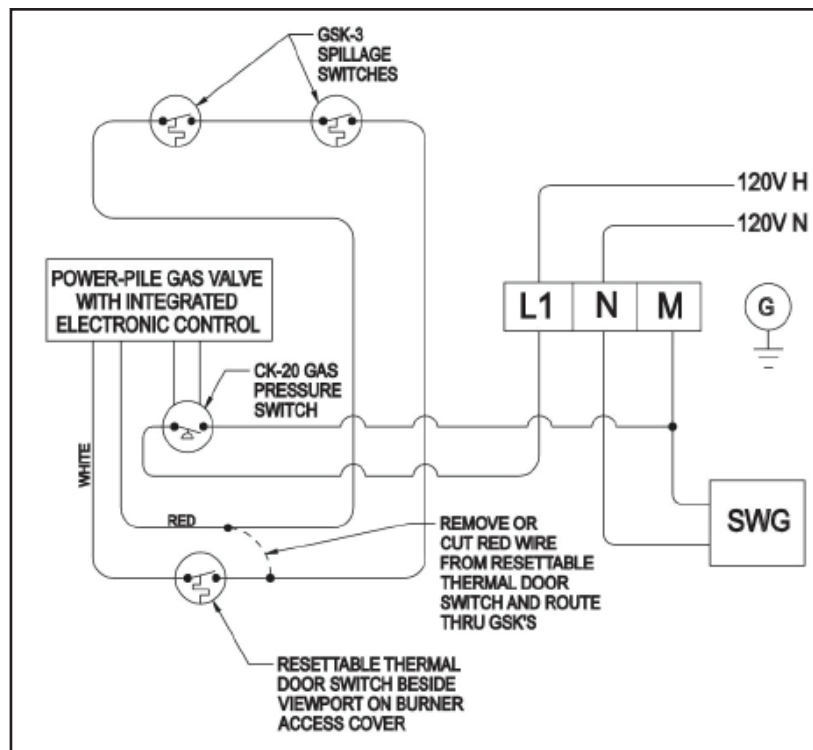 GSK-3
SPILLAGE
SWITCHES
120V H
120V N
POWER-PILE GAS VALVE
WITH INTEGRATED
ELECTRONIC CONTROL
L1 N M
G
CK-20 GAS
PRESSURE
SWITCH
WHITE
RED
SWG
REMOVE OR
CUT RED WIRE
FROM RESETTABLE
THERMAL DOOR
SWITCH AND ROUTE
THRU GSK'S
RESETTABLE THERMAL
DOOR SWITCH BESIDE
VIEWPORT ON BURNER
ACCESS COVER